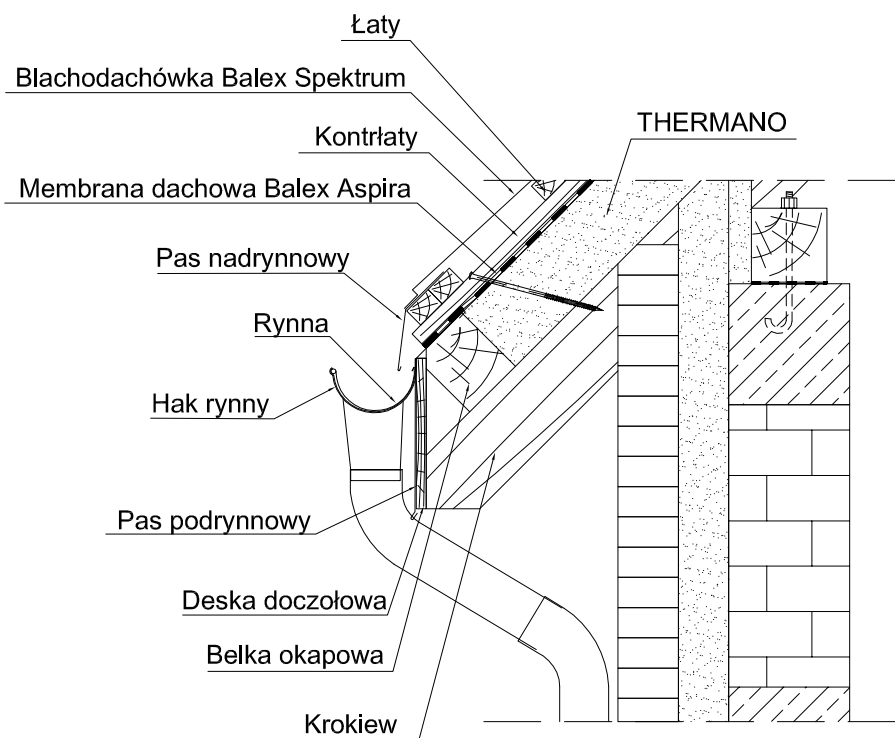 Łaty
Blachodachówka Balex Spektrum
THERMANO
Kontrłaty
Membrana dachowa Balex Aspira
Pas nadrynnowy
Rynna
Hak rynny
Pas podrynnowy
Deska doczołowa
Belka okapowa
Krokiew